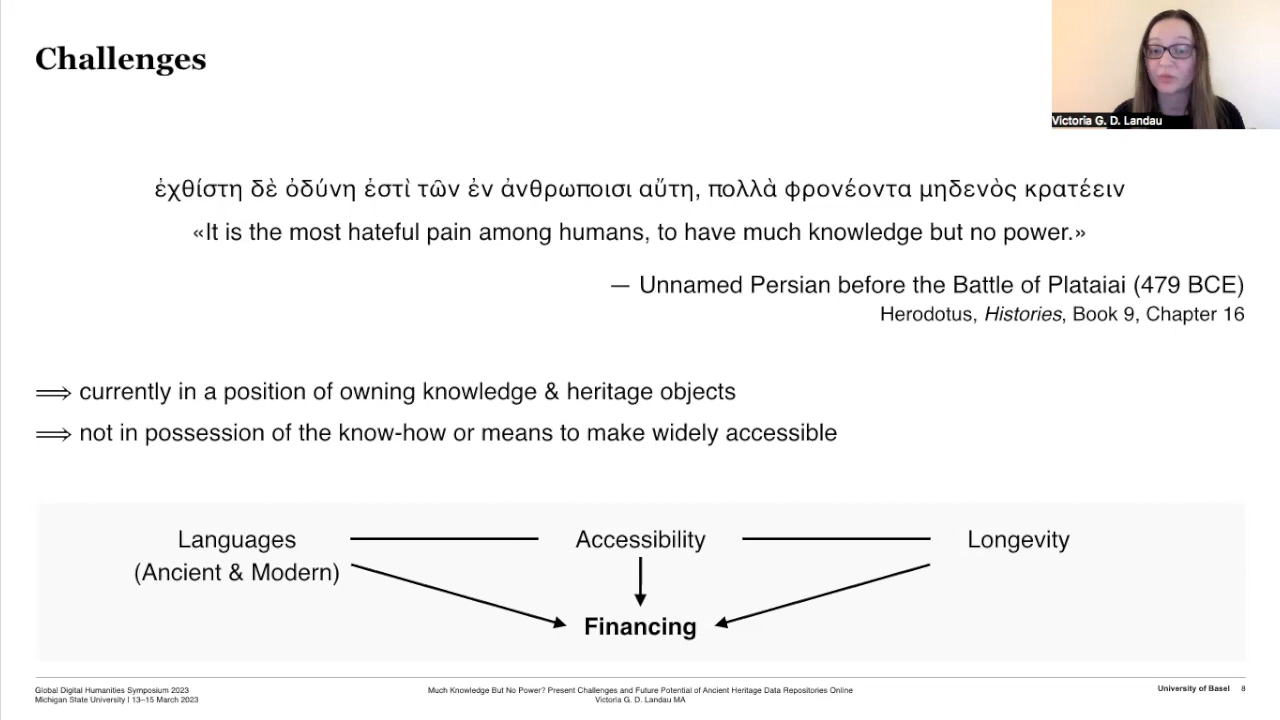 Challenges
Victoria G. D. Landau
ἐχθίστη δὲ ὀδύνη ἐστὶ τῶν ἐν ἀνθρωποισι αὕτη, πολλὰ φρονέοντα μηδενὸς κρατέειν
«It is the most hateful pain among humans, to have much knowledge but no power.»
— Unnamed Persian before the Battle of Plataiai (479 BCE)
Herodotus, Histories, Book 9, Chapter 16
⟹ currently in a position of owning knowledge & heritage objects
⟹ not in possession of the know-how or means to make widely accessible
Languages
(Ancient & Modern)
Accessibility
Longevity
Financing
Global Digital Humanities Symposium 2023
Michigan State University | 13–15 March 2023
Much Knowledge But No Power? Present Challenges and Future Potential of Ancient Heritage Data Repositories Online
Victoria G. D. Landau MA
University of Basel 8